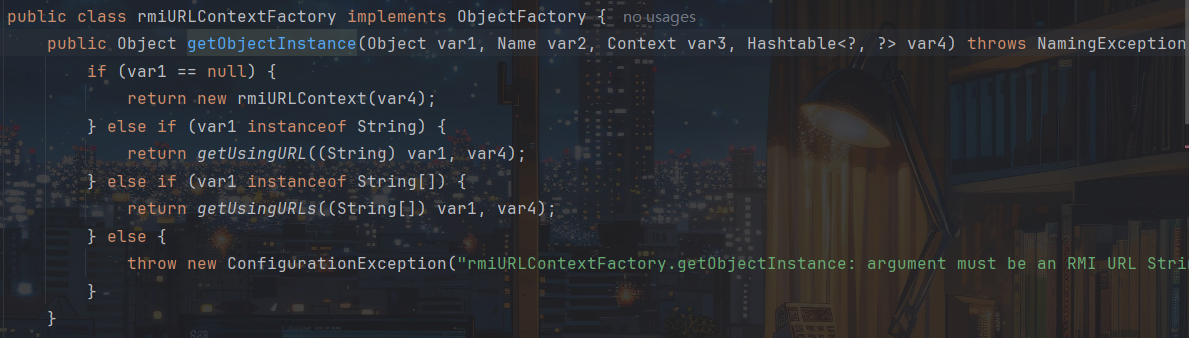 public class rmiURLContextFactory implements ObjectFactory { no usages
public Object getObjectInstance(Object var1, Name var2, Context var3, Hashtable<?, ?> var4) throws NamingException
if (var1 == null) {
return new rmiURLContext(var4);
} else if (var1 instanceof String) {
return getUsingURL((String) var1, var4);
} else if (var1 instanceof String[]) {
return getUsingURLs((String[]) var1, var4);
} else {
throw new ConfigurationException("rmiURLContextFactory.getObjectInstance: argument must be an RMI URL Stri
}
}